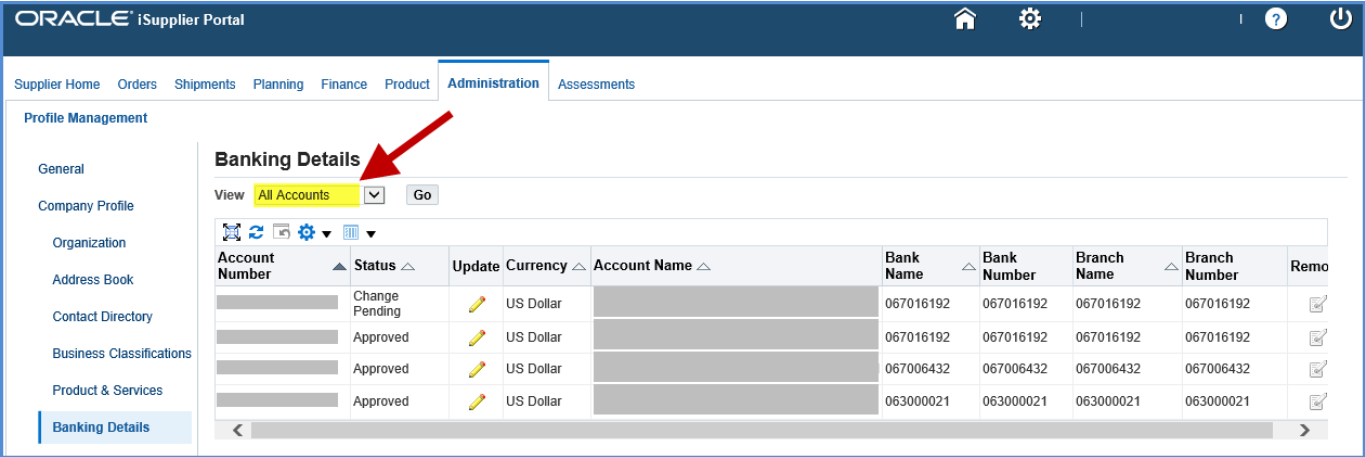 ORACLE iSupplier Portal
Supplier Home Orders Shipments Planning Finance Product Administration Assessments
Profile Management
General
Company Profile
Organization
Address Book
Contact Directory
Business Classifications
Product & Services
Banking Details
Banking Details
View All Accounts Go
Account Number Status Update Currency Account Name Bank Name Bank Number Branch Name Branch Number Remo
Change Pending US Dollar 067016192 067016192 067016192 067016192
Approved US Dollar 067016192 067016192 067016192 067016192
Approved US Dollar 067006432 067006432 067006432 067006432
Approved US Dollar 063000021 063000021 063000021 063000021